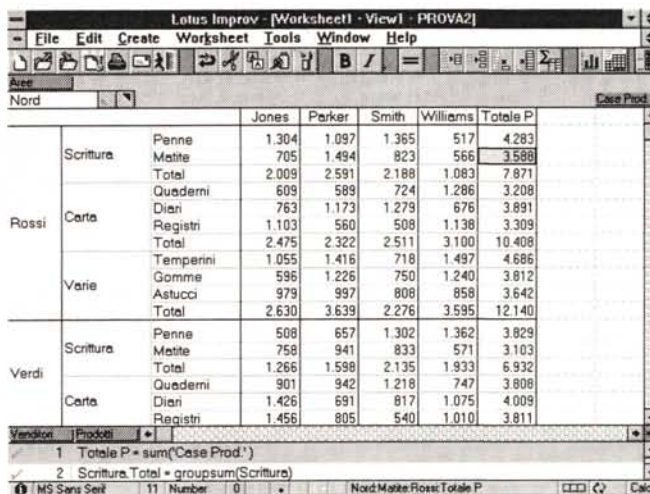 Lotus Improv - [Worksheet1 - View1 - PROVA2]
File Edit Create Worksheet Tools Window Help
B I =
Aree
Nord Case Prod.
Jones Parker Smith Williams Totale P
Rossi Scrittura Penne 1.304 1.097 1.365 517 4.283
Matite 705 1.494 823 566 3.588
Total 2.009 2.591 2.188 1.083 7.871
Carta Quaderni 609 589 724 1.286 3.208
Diari 763 1.173 1.279 676 3.891
Registri 1.103 560 508 1.138 3.309
Total 2.475 2.322 2.511 3.100 10.408
Varie Temperini 1.055 1.416 718 1.497 4.686
Gomme 596 1.226 750 1.240 3.812
Astucci 979 997 808 858 3.642
Total 2.630 3.639 2.276 3.595 12.140
Verdi Scrittura Penne 508 657 1.302 1.362 3.829
Matite 758 941 833 571 3.103
Total 1.266 1.598 2.135 1.933 6.932
Carta Quaderni 901 942 1.218 747 3.808
Diari 1.426 691 817 1.075 4.009
Registri 1.456 805 540 1.010 3.811
Venditori Prodotti
1 Totale P = sum('Case Prod.')
2 Scrittura.Total = groupsum(Scrittura)
MS Sans Serif 11 Number 0 Nord:Matite:Rossi:Totale P Calc